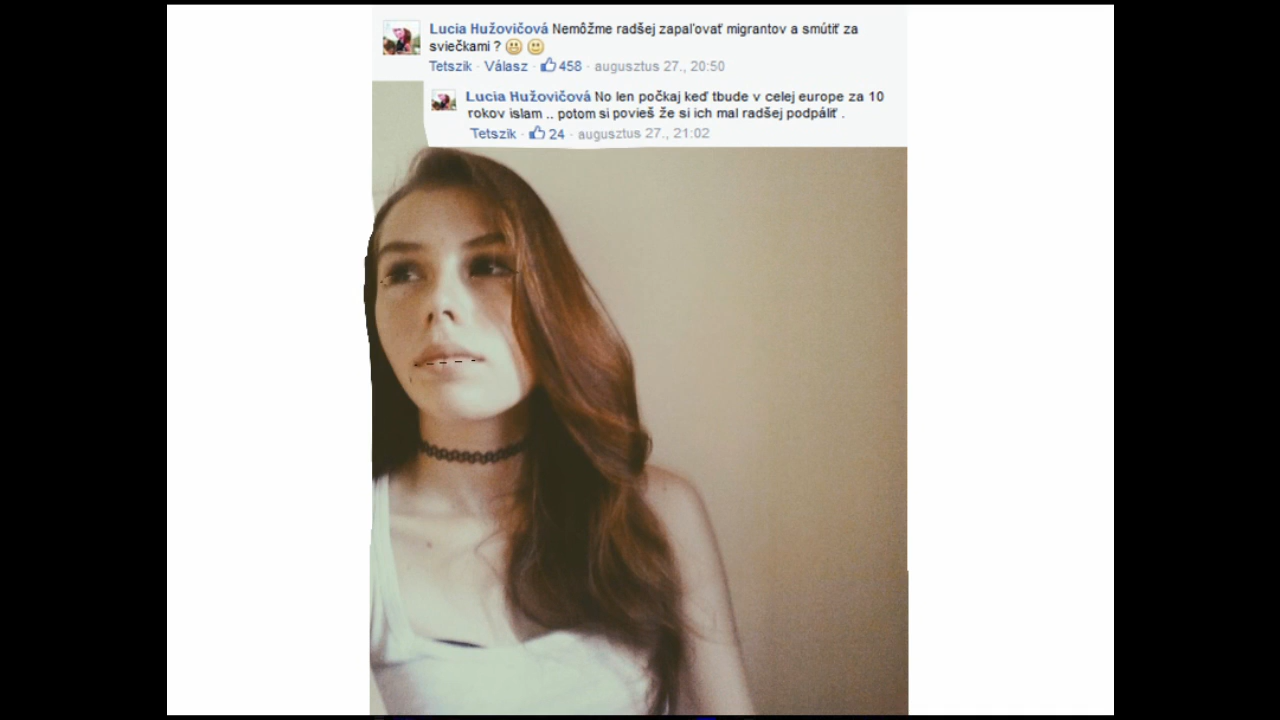 Lucia Hužovičová Nemôžme radšej zapaľovať migrantov a smútiť za
sviečkami ? 
Tetszik · Válasz · 458 · augusztus 27., 20:50
Lucia Hužovičová No len počkaj keď tbude v celej europe za 10
rokov islam .. potom si povieš že si ich mal radšej podpáliť .
Tetszik · 24 · augusztus 27., 21:02